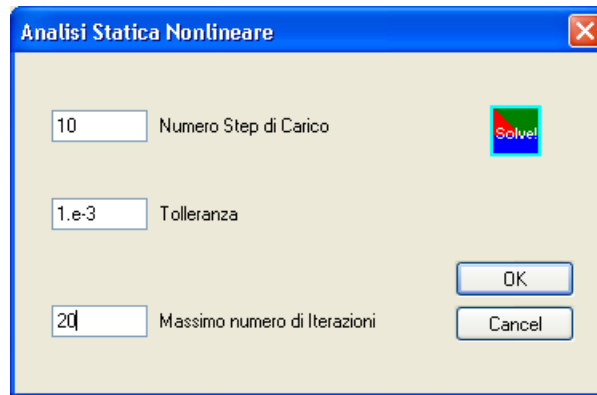 Analisi Statica Nonlineare
10 Numero Step di Carico
Solve!
1.e-3 Tolleranza
OK
20 Massimo numero di Iterazioni
Cancel